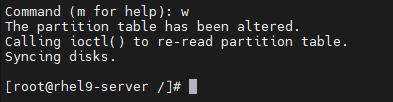 Command (m for help): w
The partition table has been altered.
Calling ioctl() to re-read partition table.
Syncing disks.
[root@rhel9-server /]#